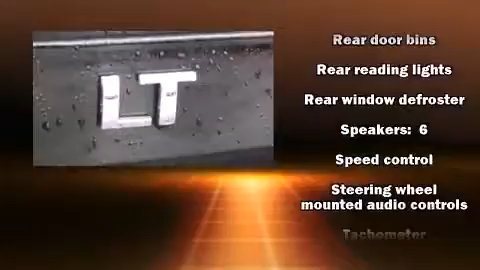 LT
Rear door bins
Rear reading lights
Rear window defroster
Speakers: 6
Speed control
Steering wheel
mounted audio controls
Tachometer